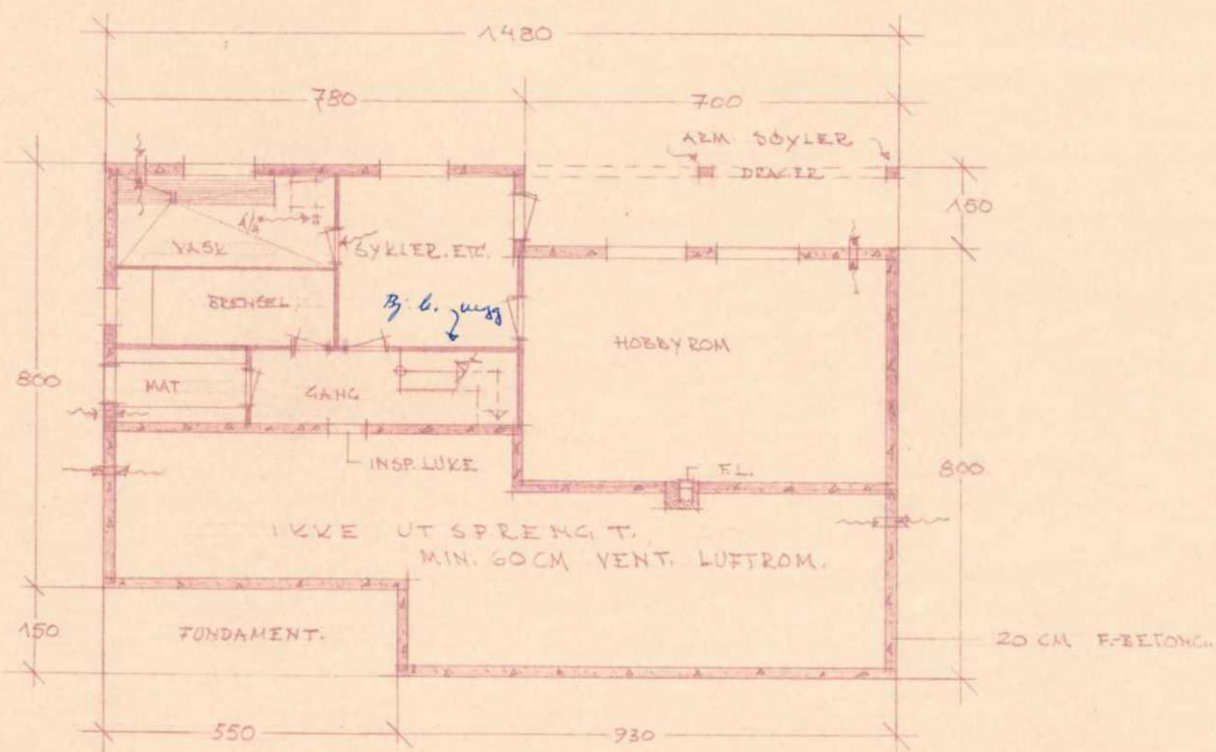 1480
780
700
ARM SØYLER
DRAGER
150
VASK
SYKLER. ETC.
BRENSEL
HOBBYROM
800
MAT
GANG
INSP. LUKE
F.L.
800
IKKE UTSPRENGT.
MIN. 60CM VENT. LUFTROM.
150
FUNDAMENT.
20 CM F-BETONG.
550
930